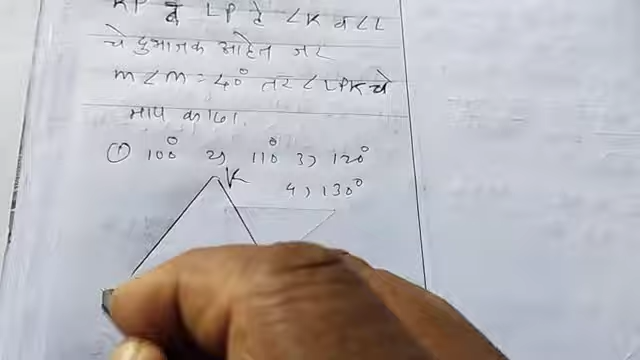 KP व LP हे ∠K व ∠L
चे दुभाजक आहेत जर
m∠m = 40° तर ∠LPK चे
माप काढा.
1) 100° 2) 110° 3) 120°
4) 130°
K